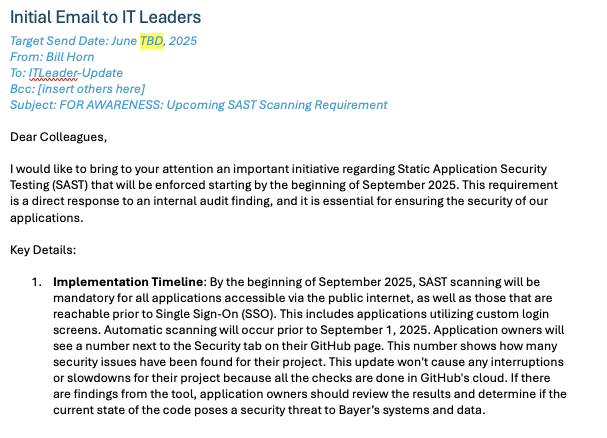 Initial Email to IT Leaders
Target Send Date: June TBD, 2025
From: Bill Horn
To: ITLeader-Update
Bcc: [insert others here]
Subject: FOR AWARENESS: Upcoming SAST Scanning Requirement
Dear Colleagues,
I would like to bring to your attention an important initiative regarding Static Application Security
Testing (SAST) that will be enforced starting by the beginning of September 2025. This requirement
is a direct response to an internal audit finding, and it is essential for ensuring the security of our
applications.
Key Details:
1. Implementation Timeline: By the beginning of September 2025, SAST scanning will be
mandatory for all applications accessible via the public internet, as well as those that are
reachable prior to Single Sign-On (SSO). This includes applications utilizing custom login
screens. Automatic scanning will occur prior to September 1, 2025. Application owners will
see a number next to the Security tab on their GitHub page. This number shows how many
security issues have been found for their project. This update won't cause any interruptions
or slowdowns for their project because all the checks are done in GitHub's cloud. If there
are findings from the tool, application owners should review the results and determine if the
current state of the code poses a security threat to Bayer's systems and data.